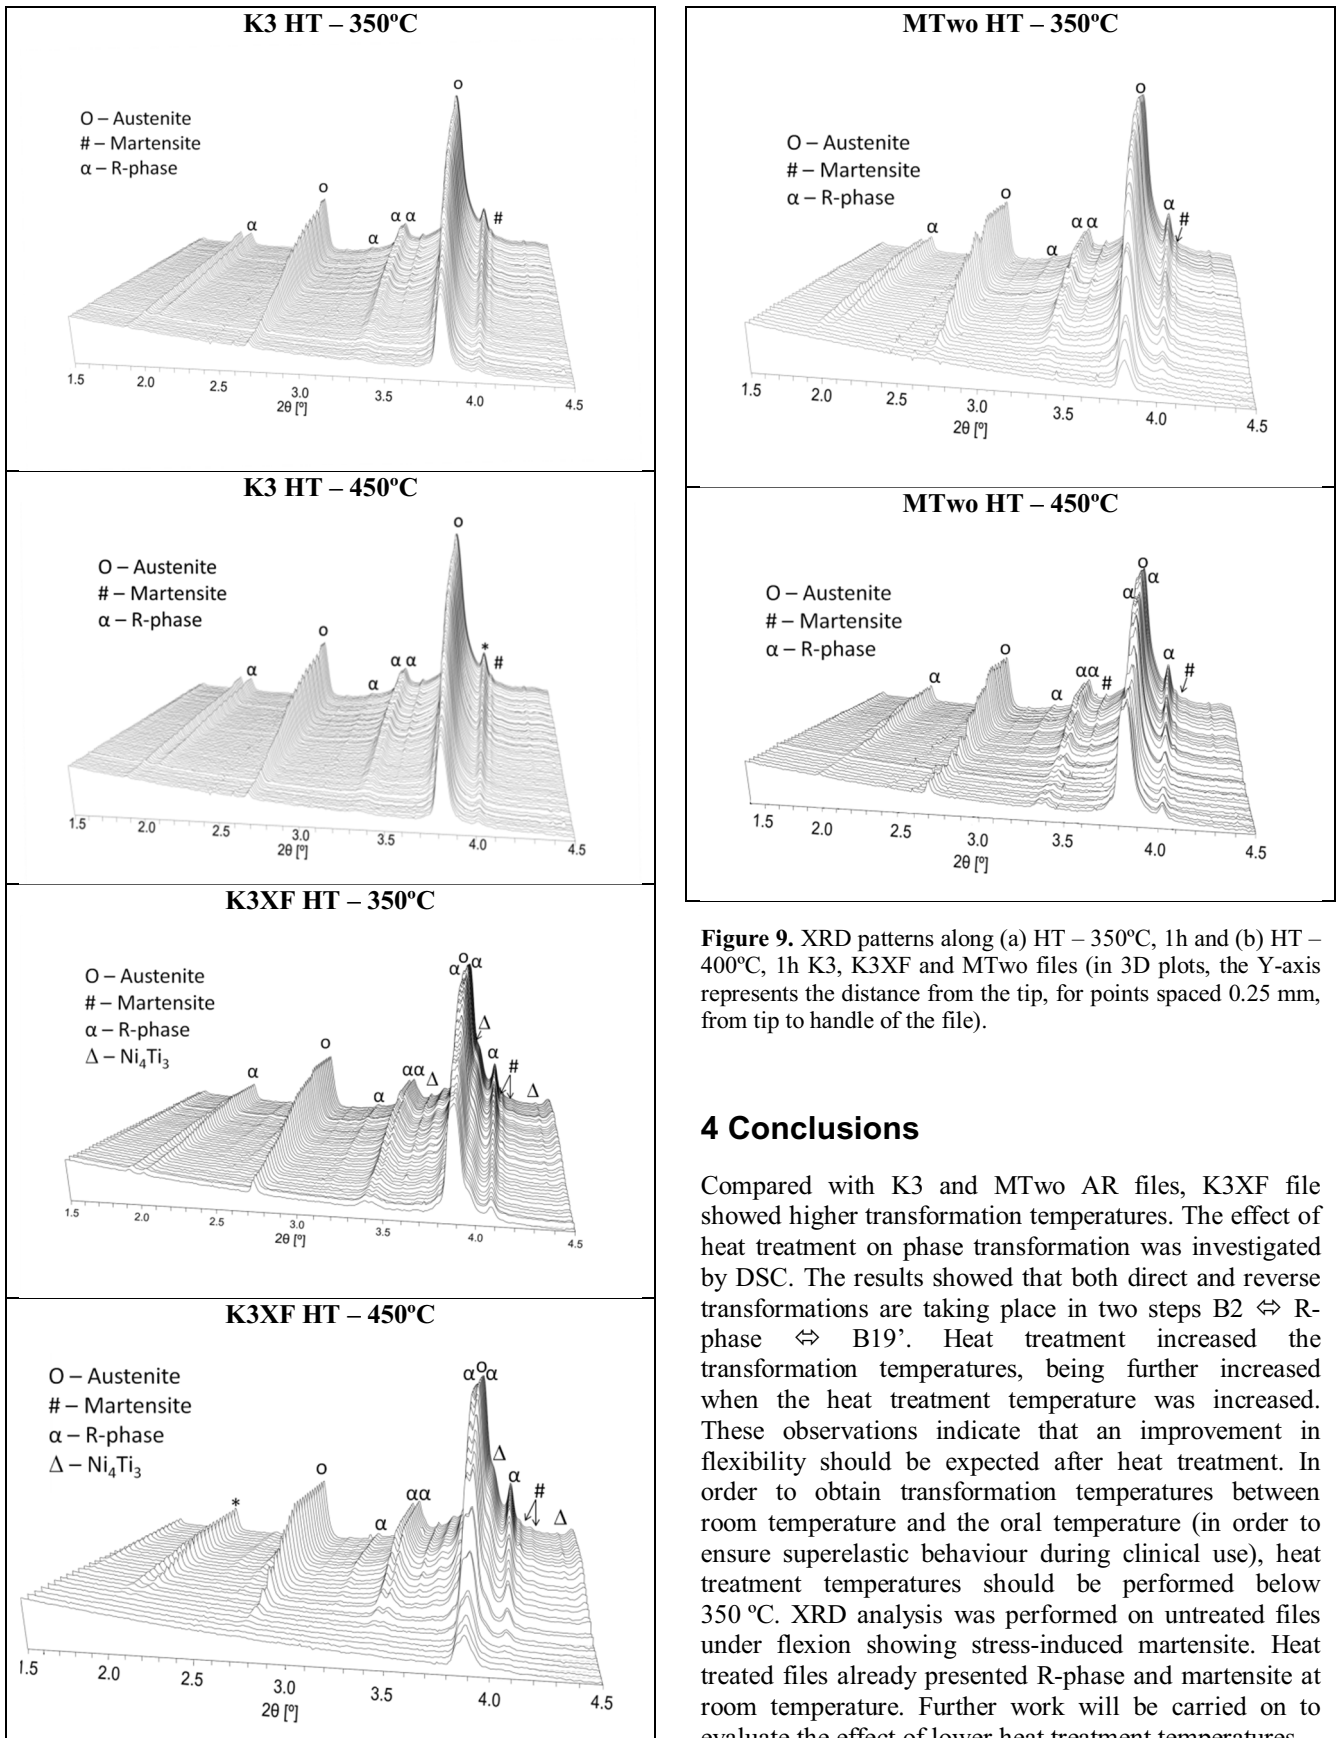 K3 HT – 350ºC
O – Austenite
# – Martensite
α – R-phase
o
o
α
α
α α
#
1.5
2.0
2.5
3.0
3.5
4.0
4.5
2θ [º]
K3 HT – 450ºC
O – Austenite
# – Martensite
α – R-phase
o
o
α
α
α α
*
#
1.5
2.0
2.5
3.0
3.5
4.0
4.5
2θ [º]
K3XF HT – 350ºC
O – Austenite
# – Martensite
α – R-phase
Δ – Ni4Ti3
α o α
Δ
o
α
α
αα
Δ
α
#
Δ
1.5
2.0
2.5
3.0
3.5
4.0
4.5
2θ [º]
K3XF HT – 450ºC
O – Austenite
# – Martensite
α – R-phase
Δ – Ni4Ti3
α o α
Δ
o
*
α
αα
α
#
Δ
1.5
2.0
2.5
3.0
3.5
4.0
4.5
2θ [º]
MTwo HT – 350ºC
O – Austenite
# – Martensite
α – R-phase
o
o
α
α
α α
α
#
1.5
2.0
2.5
3.0
3.5
4.0
4.5
2θ [º]
MTwo HT – 450ºC
O – Austenite
# – Martensite
α – R-phase
o
α
α
o
α
α
αα
#
α
#
1.5
2.0
2.5
3.0
3.5
4.0
4.5
2θ [º]
Figure 9. XRD patterns along (a) HT – 350ºC, 1h and (b) HT –
400ºC, 1h K3, K3XF and MTwo files (in 3D plots, the Y-axis
represents the distance from the tip, for points spaced 0.25 mm,
from tip to handle of the file).
4 Conclusions
Compared with K3 and MTwo AR files, K3XF file
showed higher transformation temperatures. The effect of
heat treatment on phase transformation was investigated
by DSC. The results showed that both direct and reverse
transformations are taking place in two steps B2 ⇔ R-
phase ⇔ B19’. Heat treatment increased the
transformation temperatures, being further increased
when the heat treatment temperature was increased.
These observations indicate that an improvement in
flexibility should be expected after heat treatment. In
order to obtain transformation temperatures between
room temperature and the oral temperature (in order to
ensure superelastic behaviour during clinical use), heat
treatment temperatures should be performed below
350 ºC. XRD analysis was performed on untreated files
under flexion showing stress-induced martensite. Heat
treated files already presented R-phase and martensite at
room temperature. Further work will be carried on to
evaluate the effect of lower heat treatment temperatures